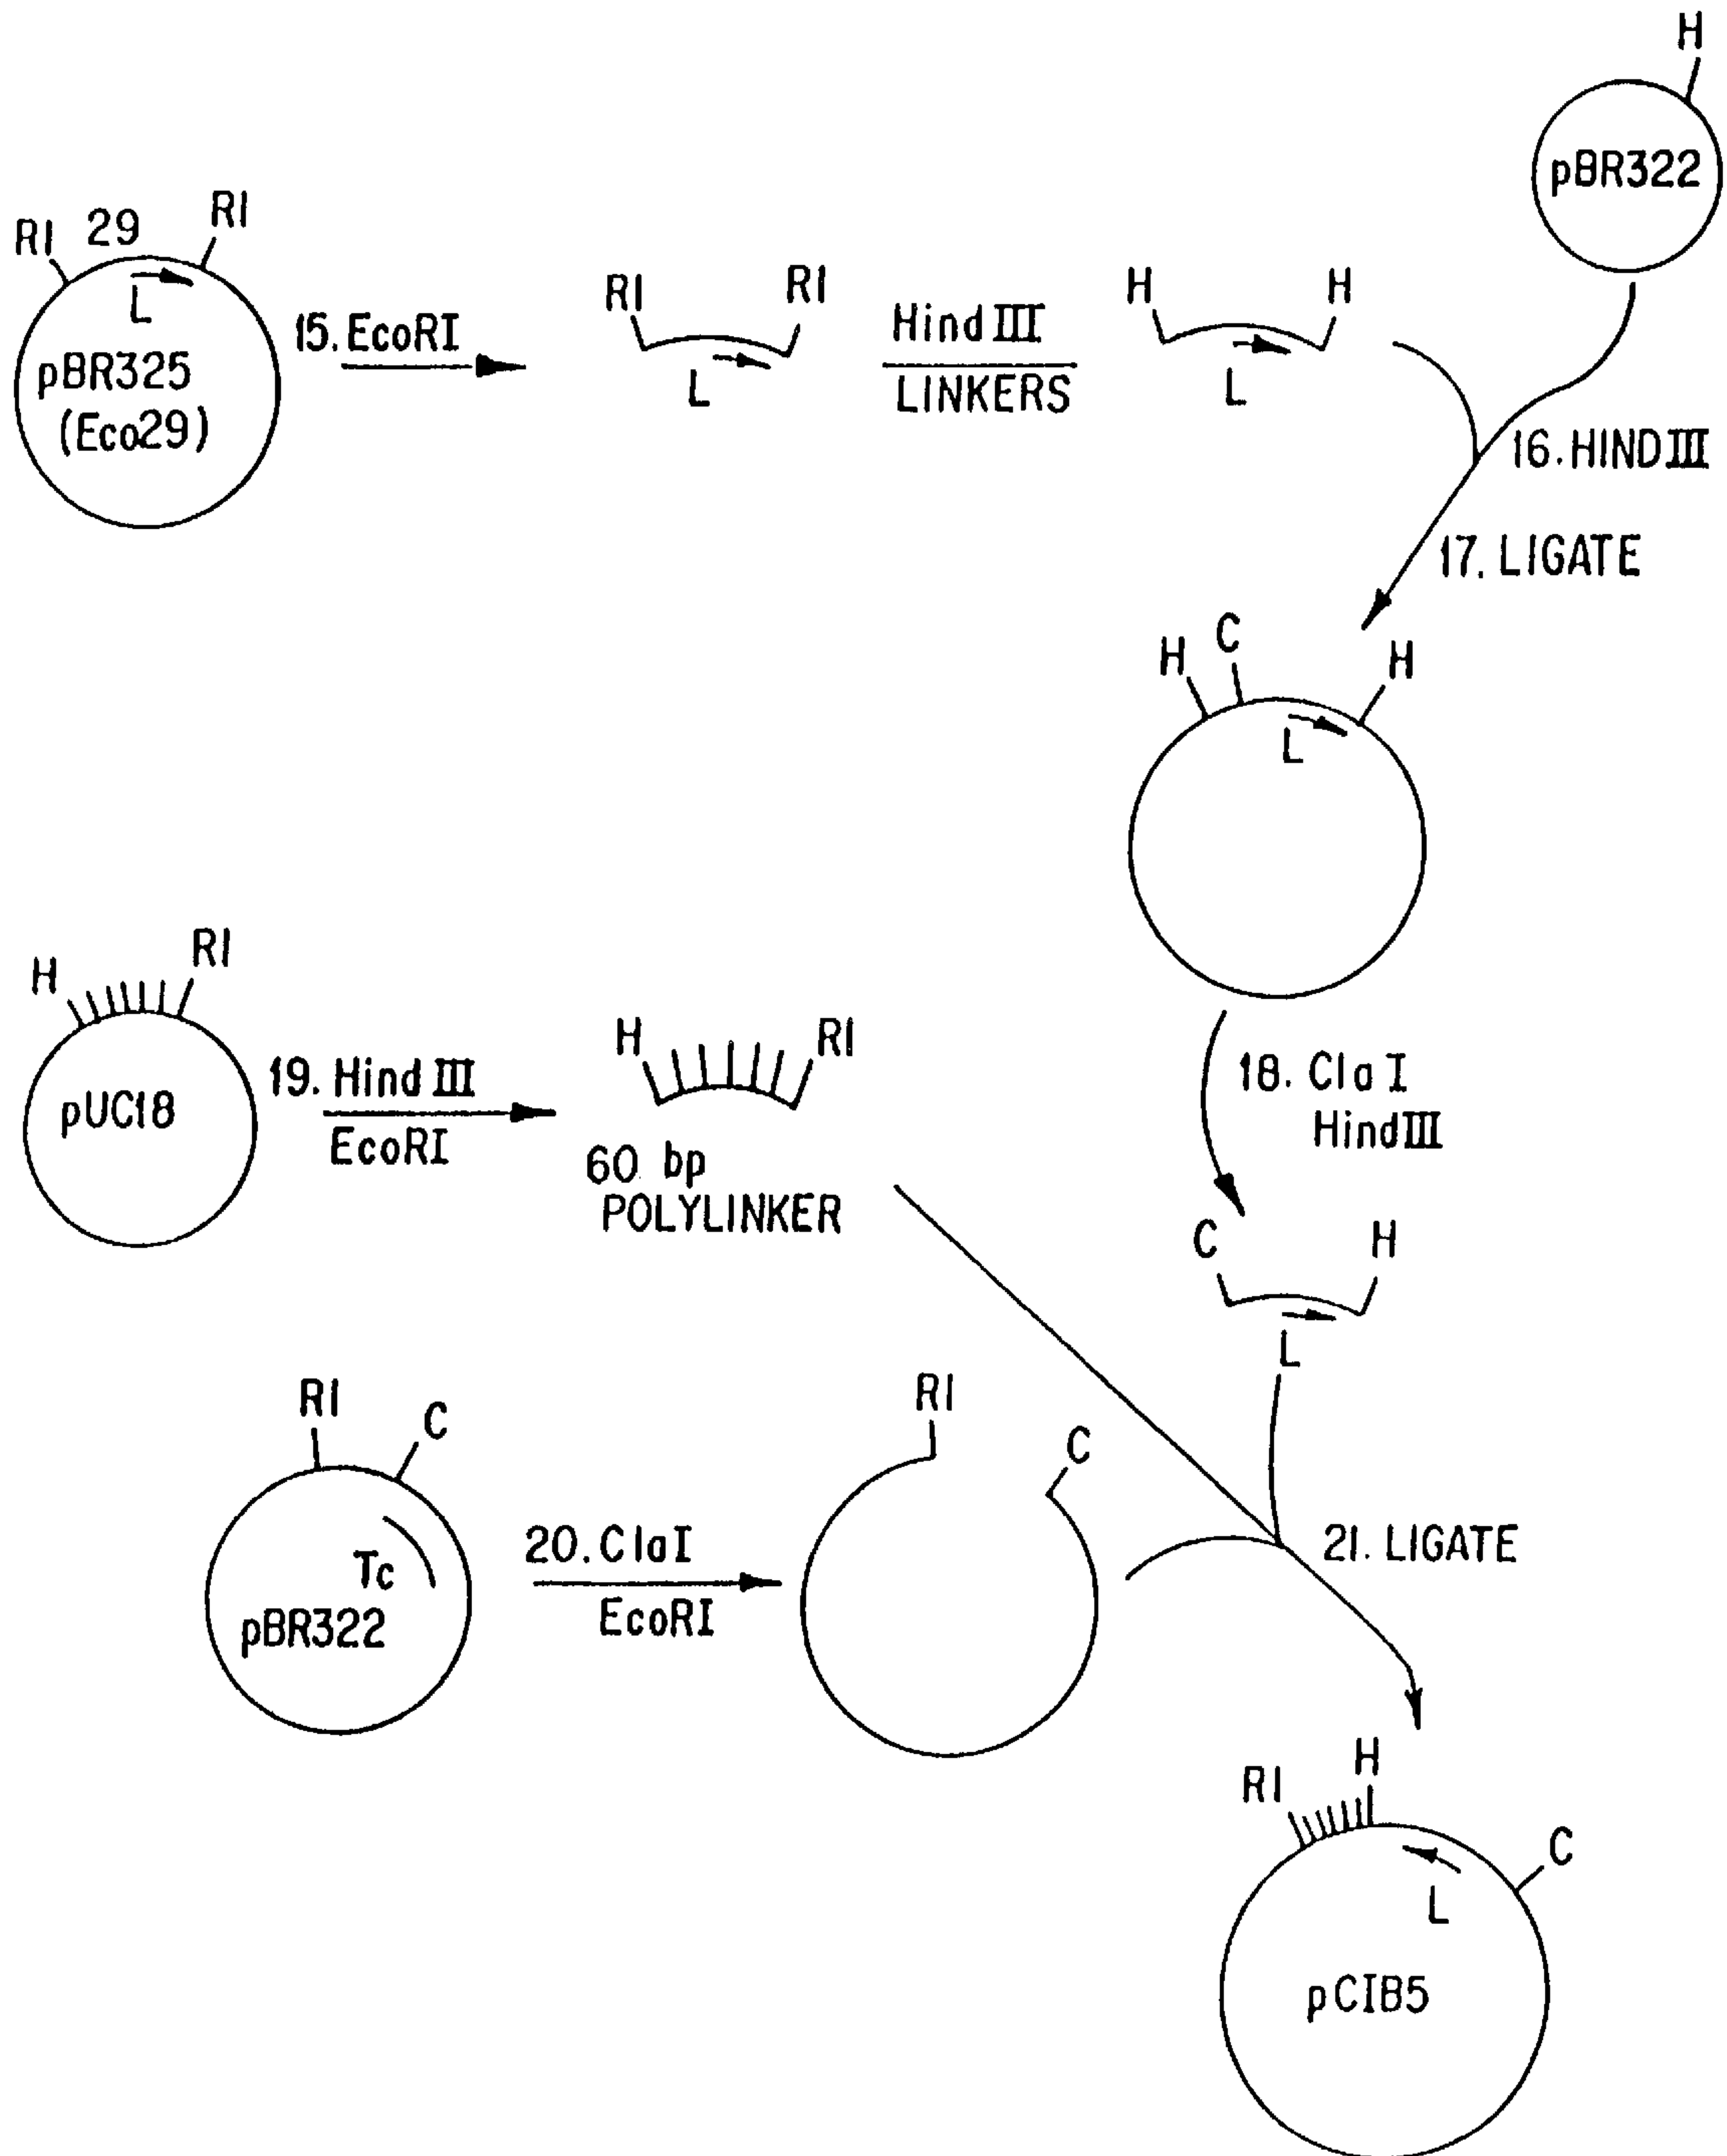 H
pBR322
RI 29 RI
L
pBR325
(Eco29)
15. EcoRI
RI RI
L
Hind III
LINKERS
H H
L
16. HIND III
17. LIGATE
H C H
L
18. Cla I
Hind III
C H
L
H RI
pUC18
19. Hind III
EcoRI
H RI
60 bp
POLYLINKER
RI C
Tc
pBR322
20. ClaI
EcoRI
RI C
21. LIGATE
RI H C
L
pCIB5